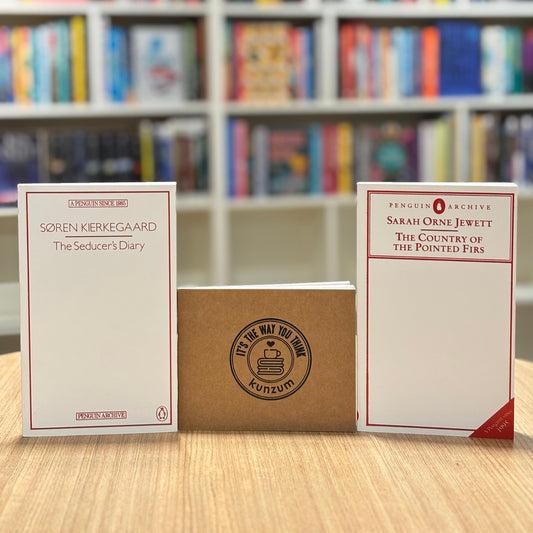 A PENGUIN SINCE 1985
SØREN KIERKEGAARD
The Seducer's Diary
PENGUIN ARCHIVE
IT'S THE WAY YOU THINK
kunzum
PENGUIN ARCHIVE
SARAH ORNE JEWETT
THE COUNTRY OF
THE POINTED FIRS